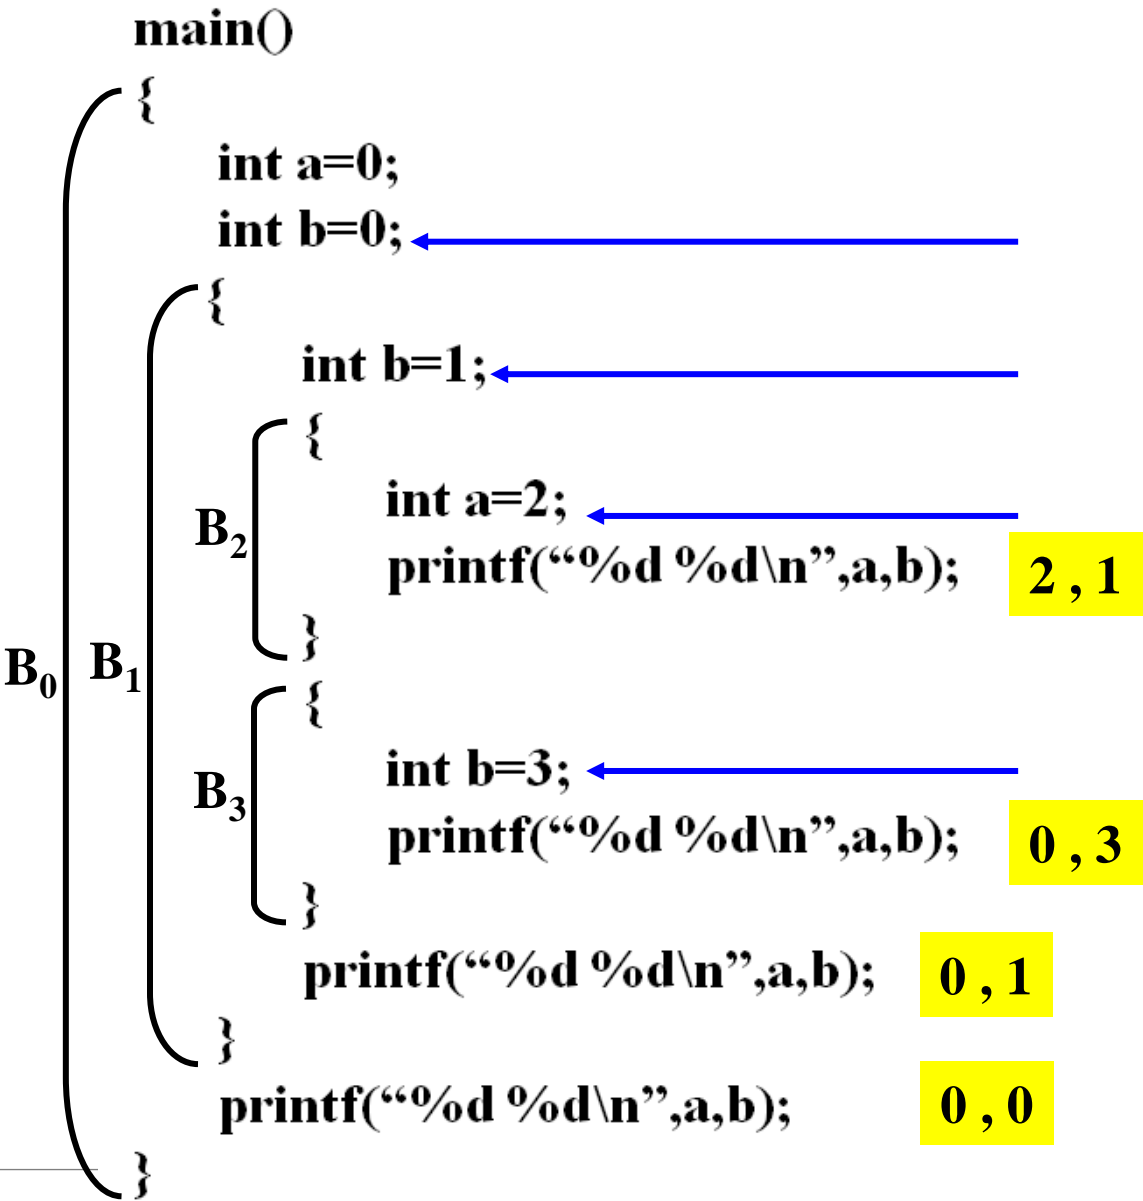 main()
{
int a=0;
int b=0;
{
int b=1;
{
int a=2;
B2
printf(“%d %d\n”,a,b); 2 , 1
}
B0 B1
{
int b=3;
B3
printf(“%d %d\n”,a,b); 0 , 3
}
printf(“%d %d\n”,a,b); 0 , 1
}
printf(“%d %d\n”,a,b); 0 , 0
}